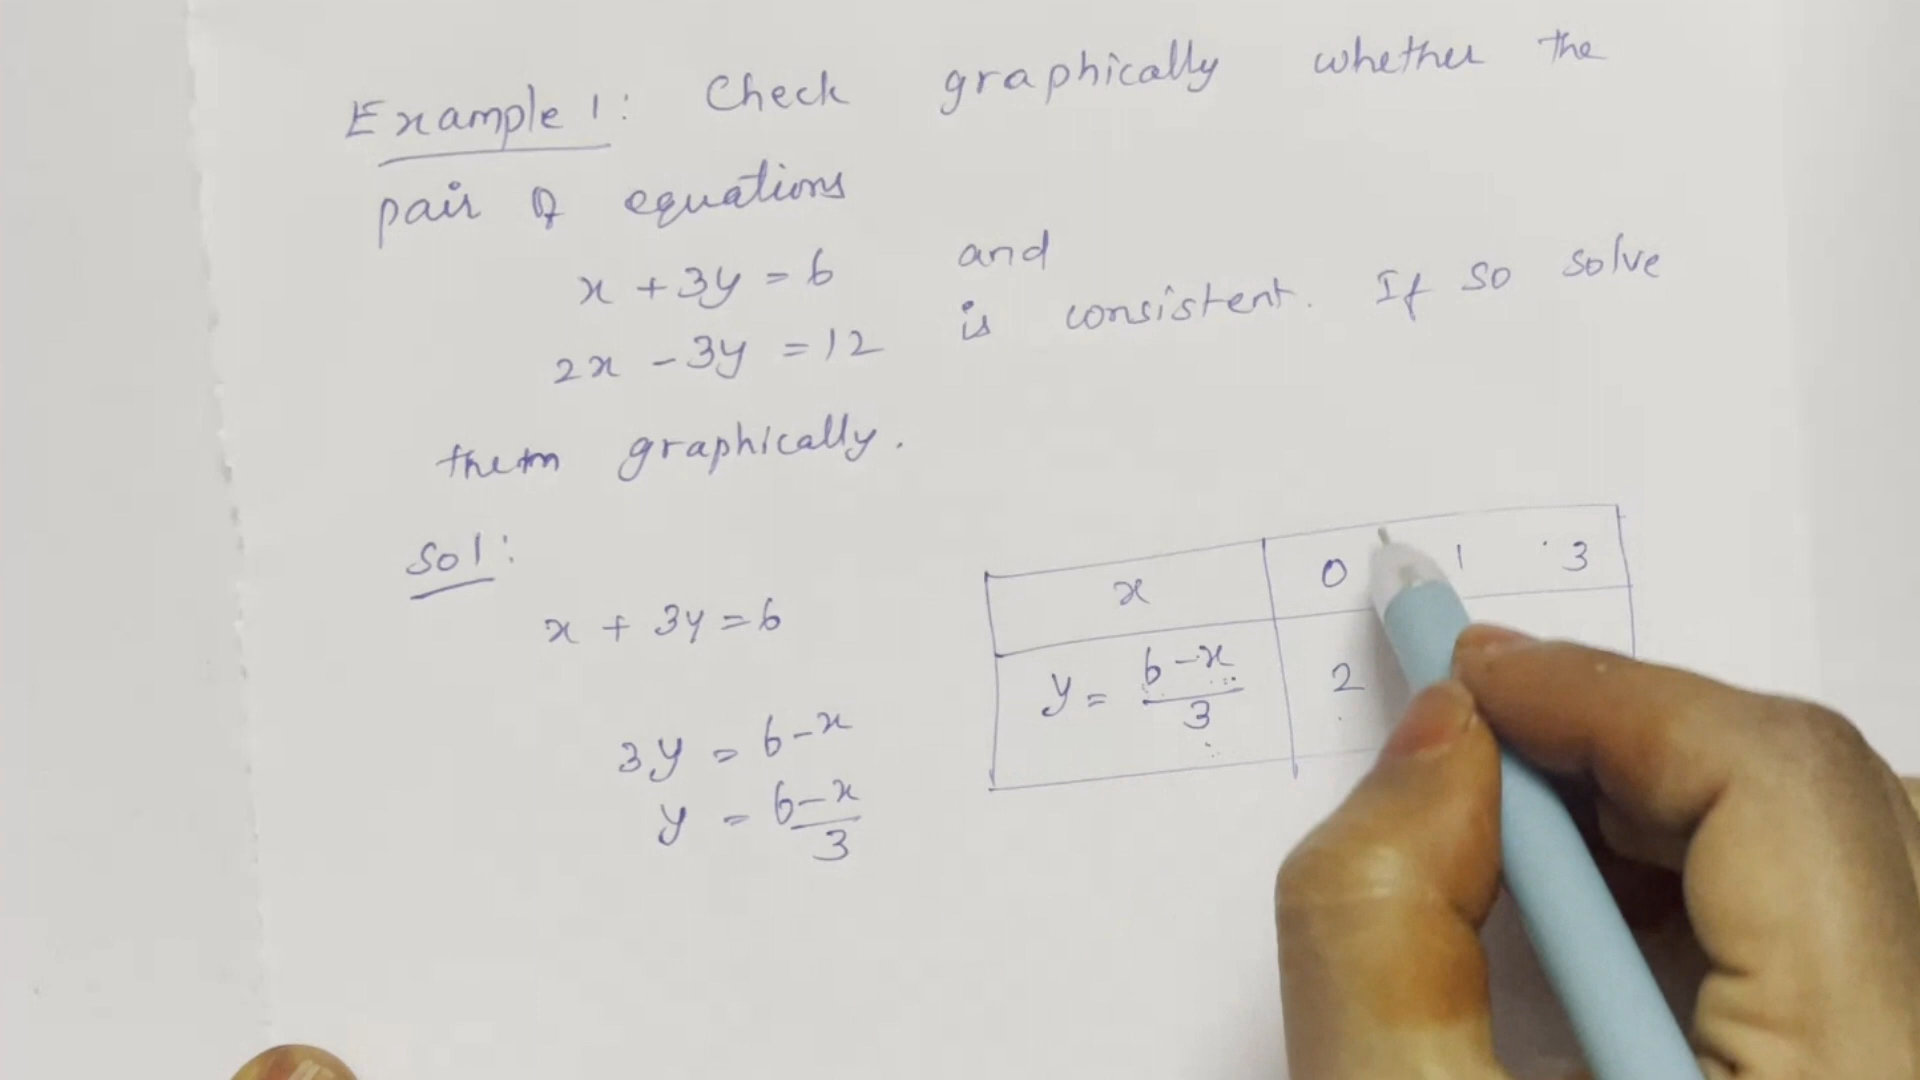 Example 1: Check graphically whether the
pair of equations
x + 3y = 6 and
2x - 3y = 12 is consistent. If so solve
them graphically.
Sol:
x + 3y = 6
3y = 6-x
y = 6-x/3
x 0 1 3
y = 6-x/3 2